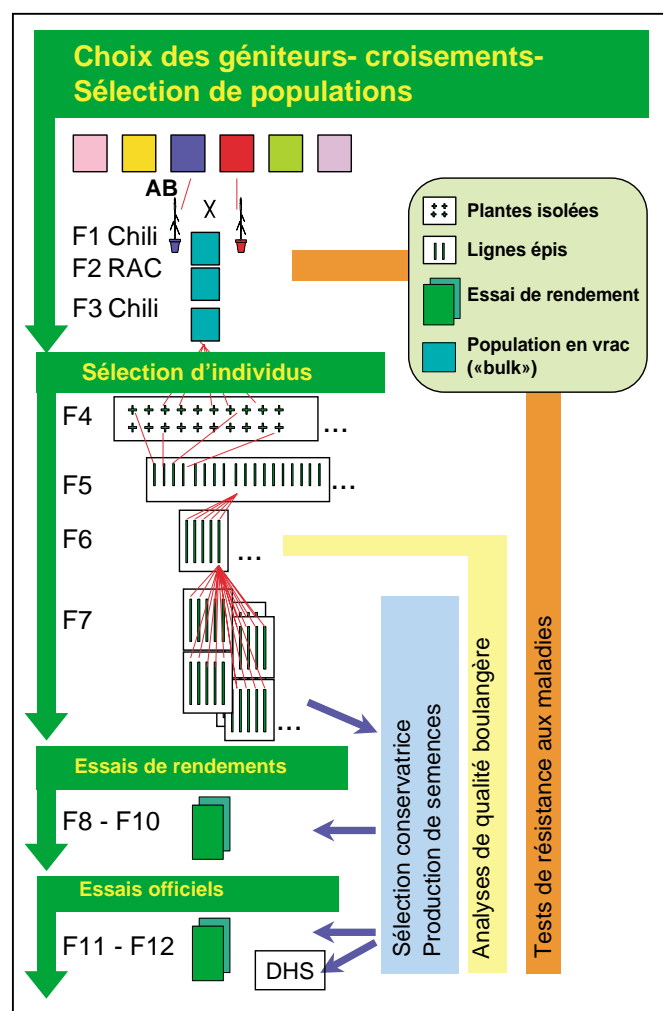 Choix des géniteurs- croisements-
Sélection de populations
AB
X
F1 Chili
F2 RAC
F3 Chili
Plantes isolées
Lignes épis
Essai de rendement
Population en vrac
(«bulk»)
Sélection d'individus
F4
...
F5
...
F6
...
F7
...
Sélection conservatrice
Production de semences
Analyses de qualité boulangère
Tests de résistance aux maladies
Essais de rendements
F8 - F10
Essais officiels
F11 - F12
DHS